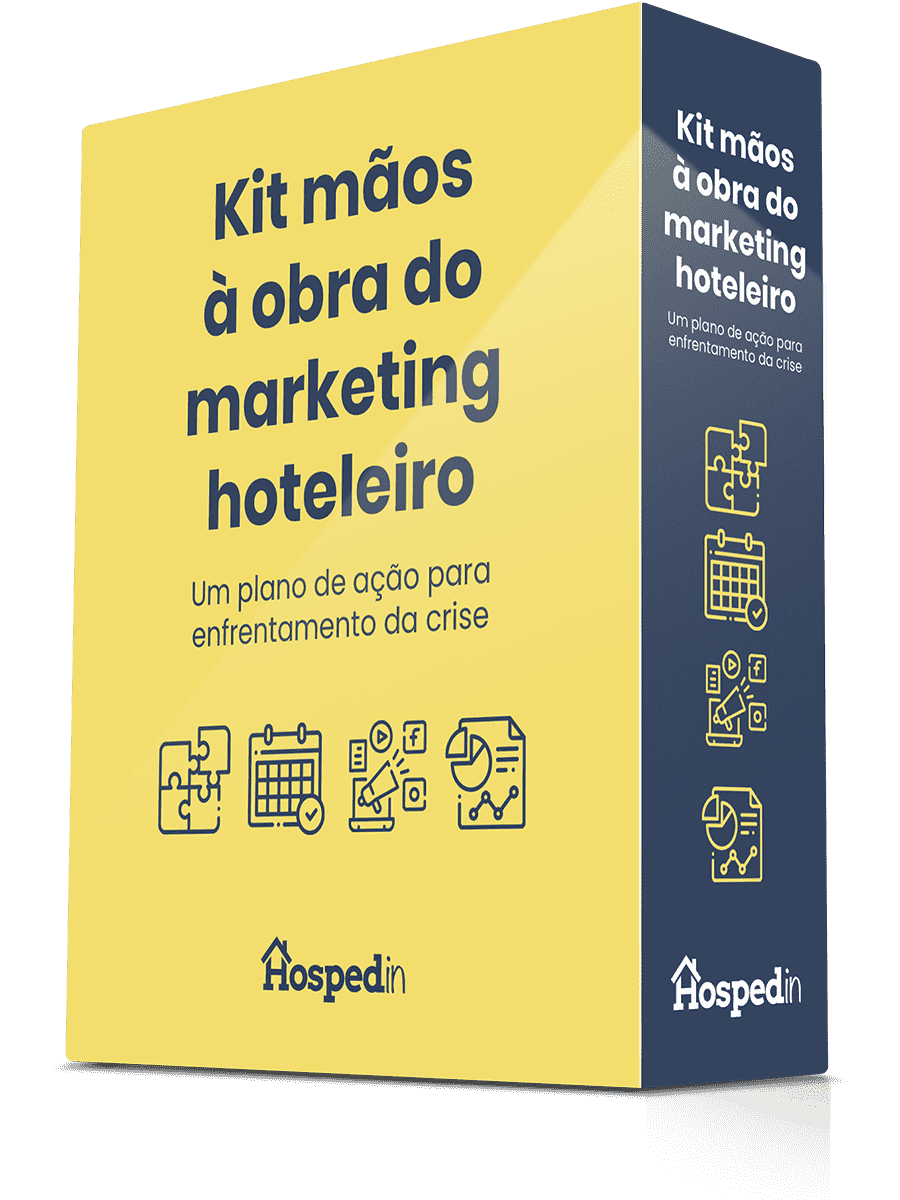 Kit mãos
à obra do
marketing
hoteleiro
Um plano de ação para
enfrentamento da crise
f
Hospedin
Kit mãos
à obra do
marketing
hoteleiro
Um plano de ação para
enfrentamento da crise
f
Hospedin